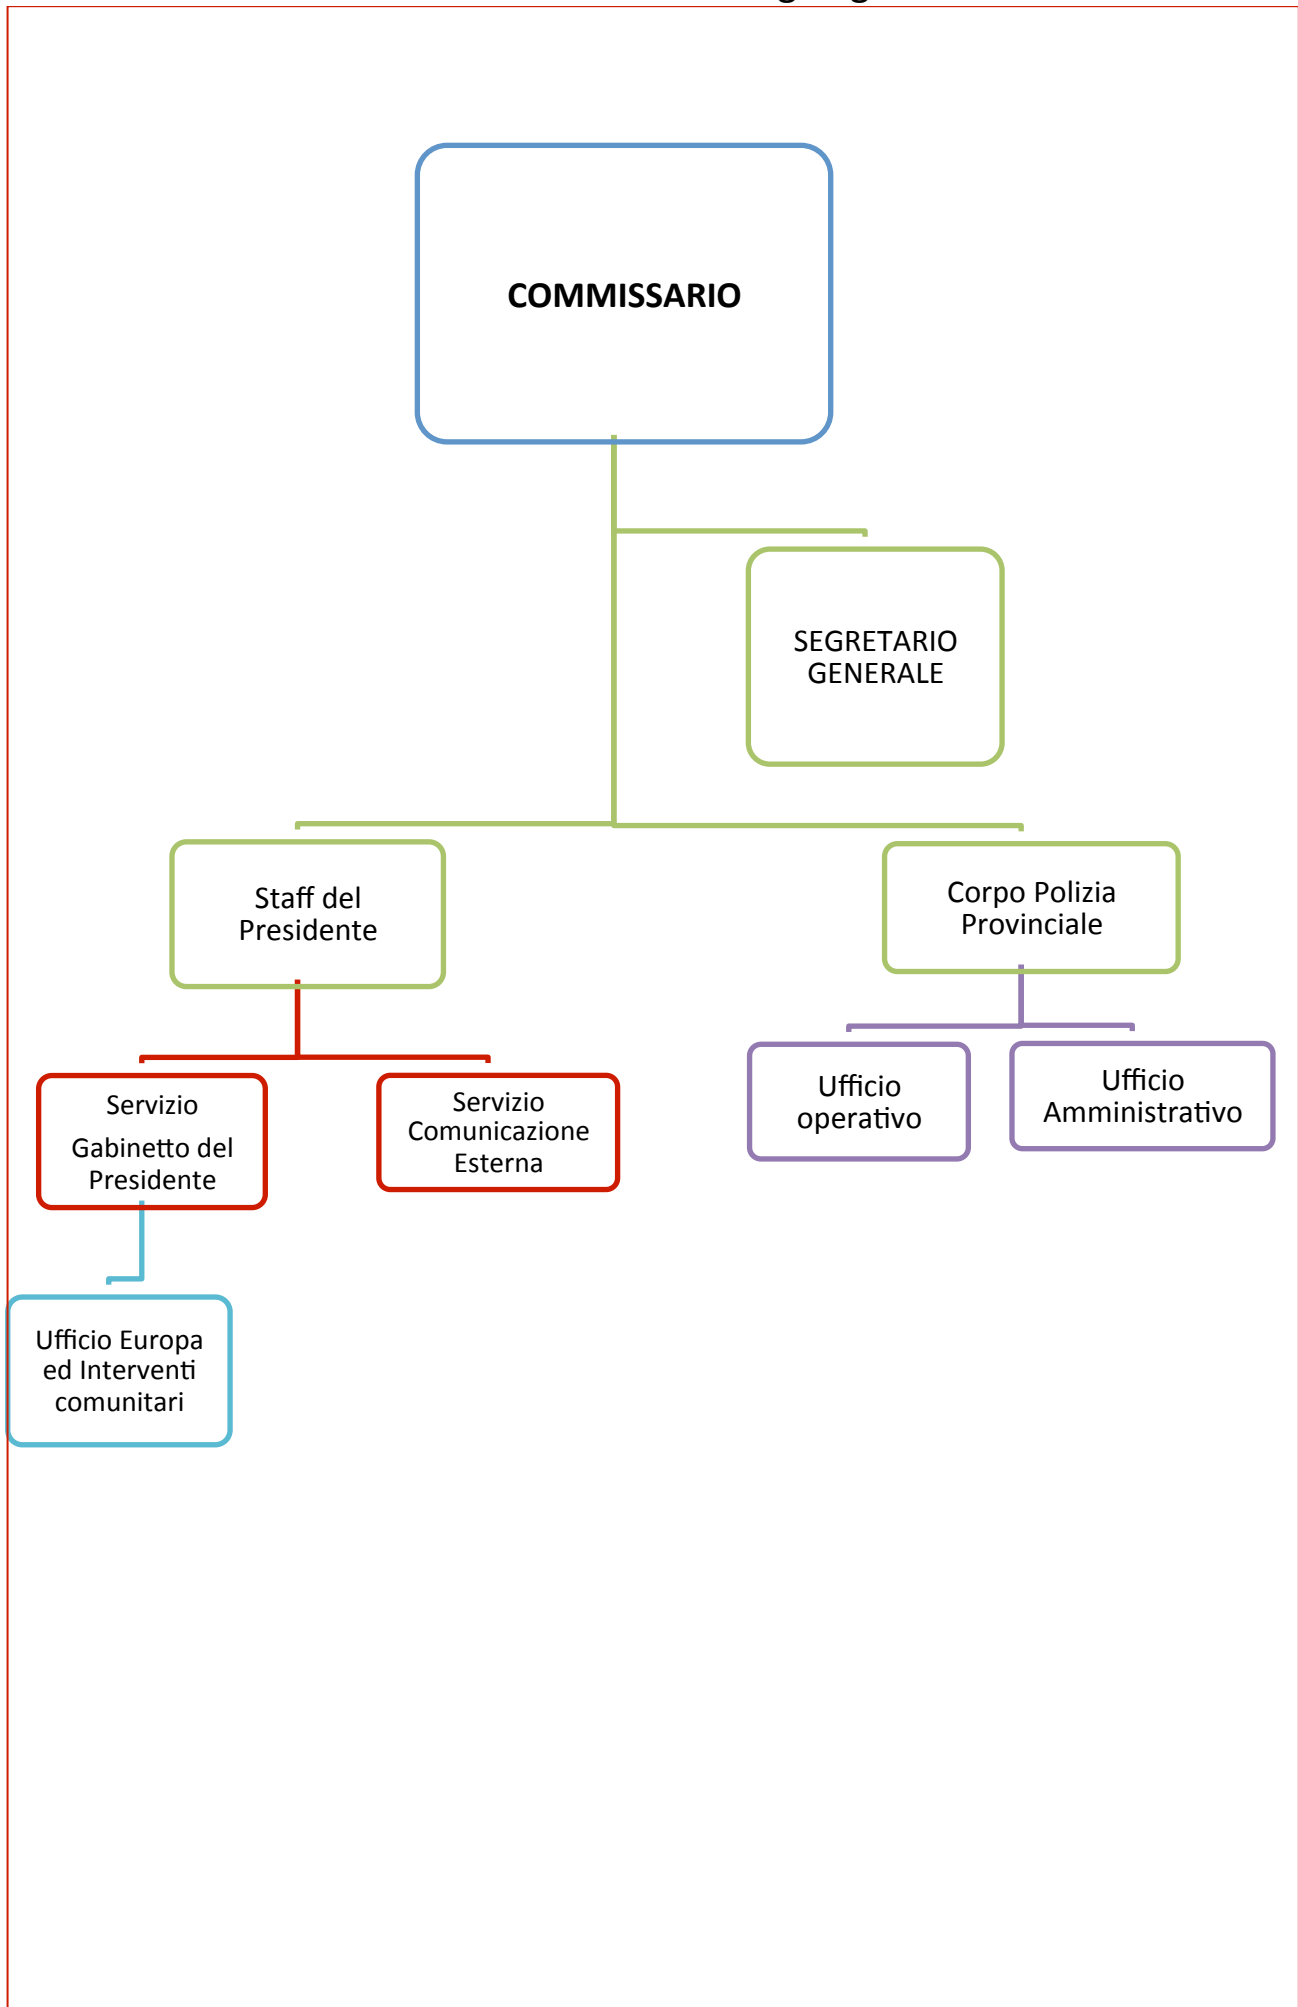 COMMISSARIO
SEGRETARIO
GENERALE
Staff del
Presidente
Corpo Polizia
Provinciale
Servizio
Gabinetto del
Presidente
Servizio
Comunicazione
Esterna
Ufficio
operativo
Ufficio
Amministrativo
Ufficio Europa
ed Interventi
comunitari